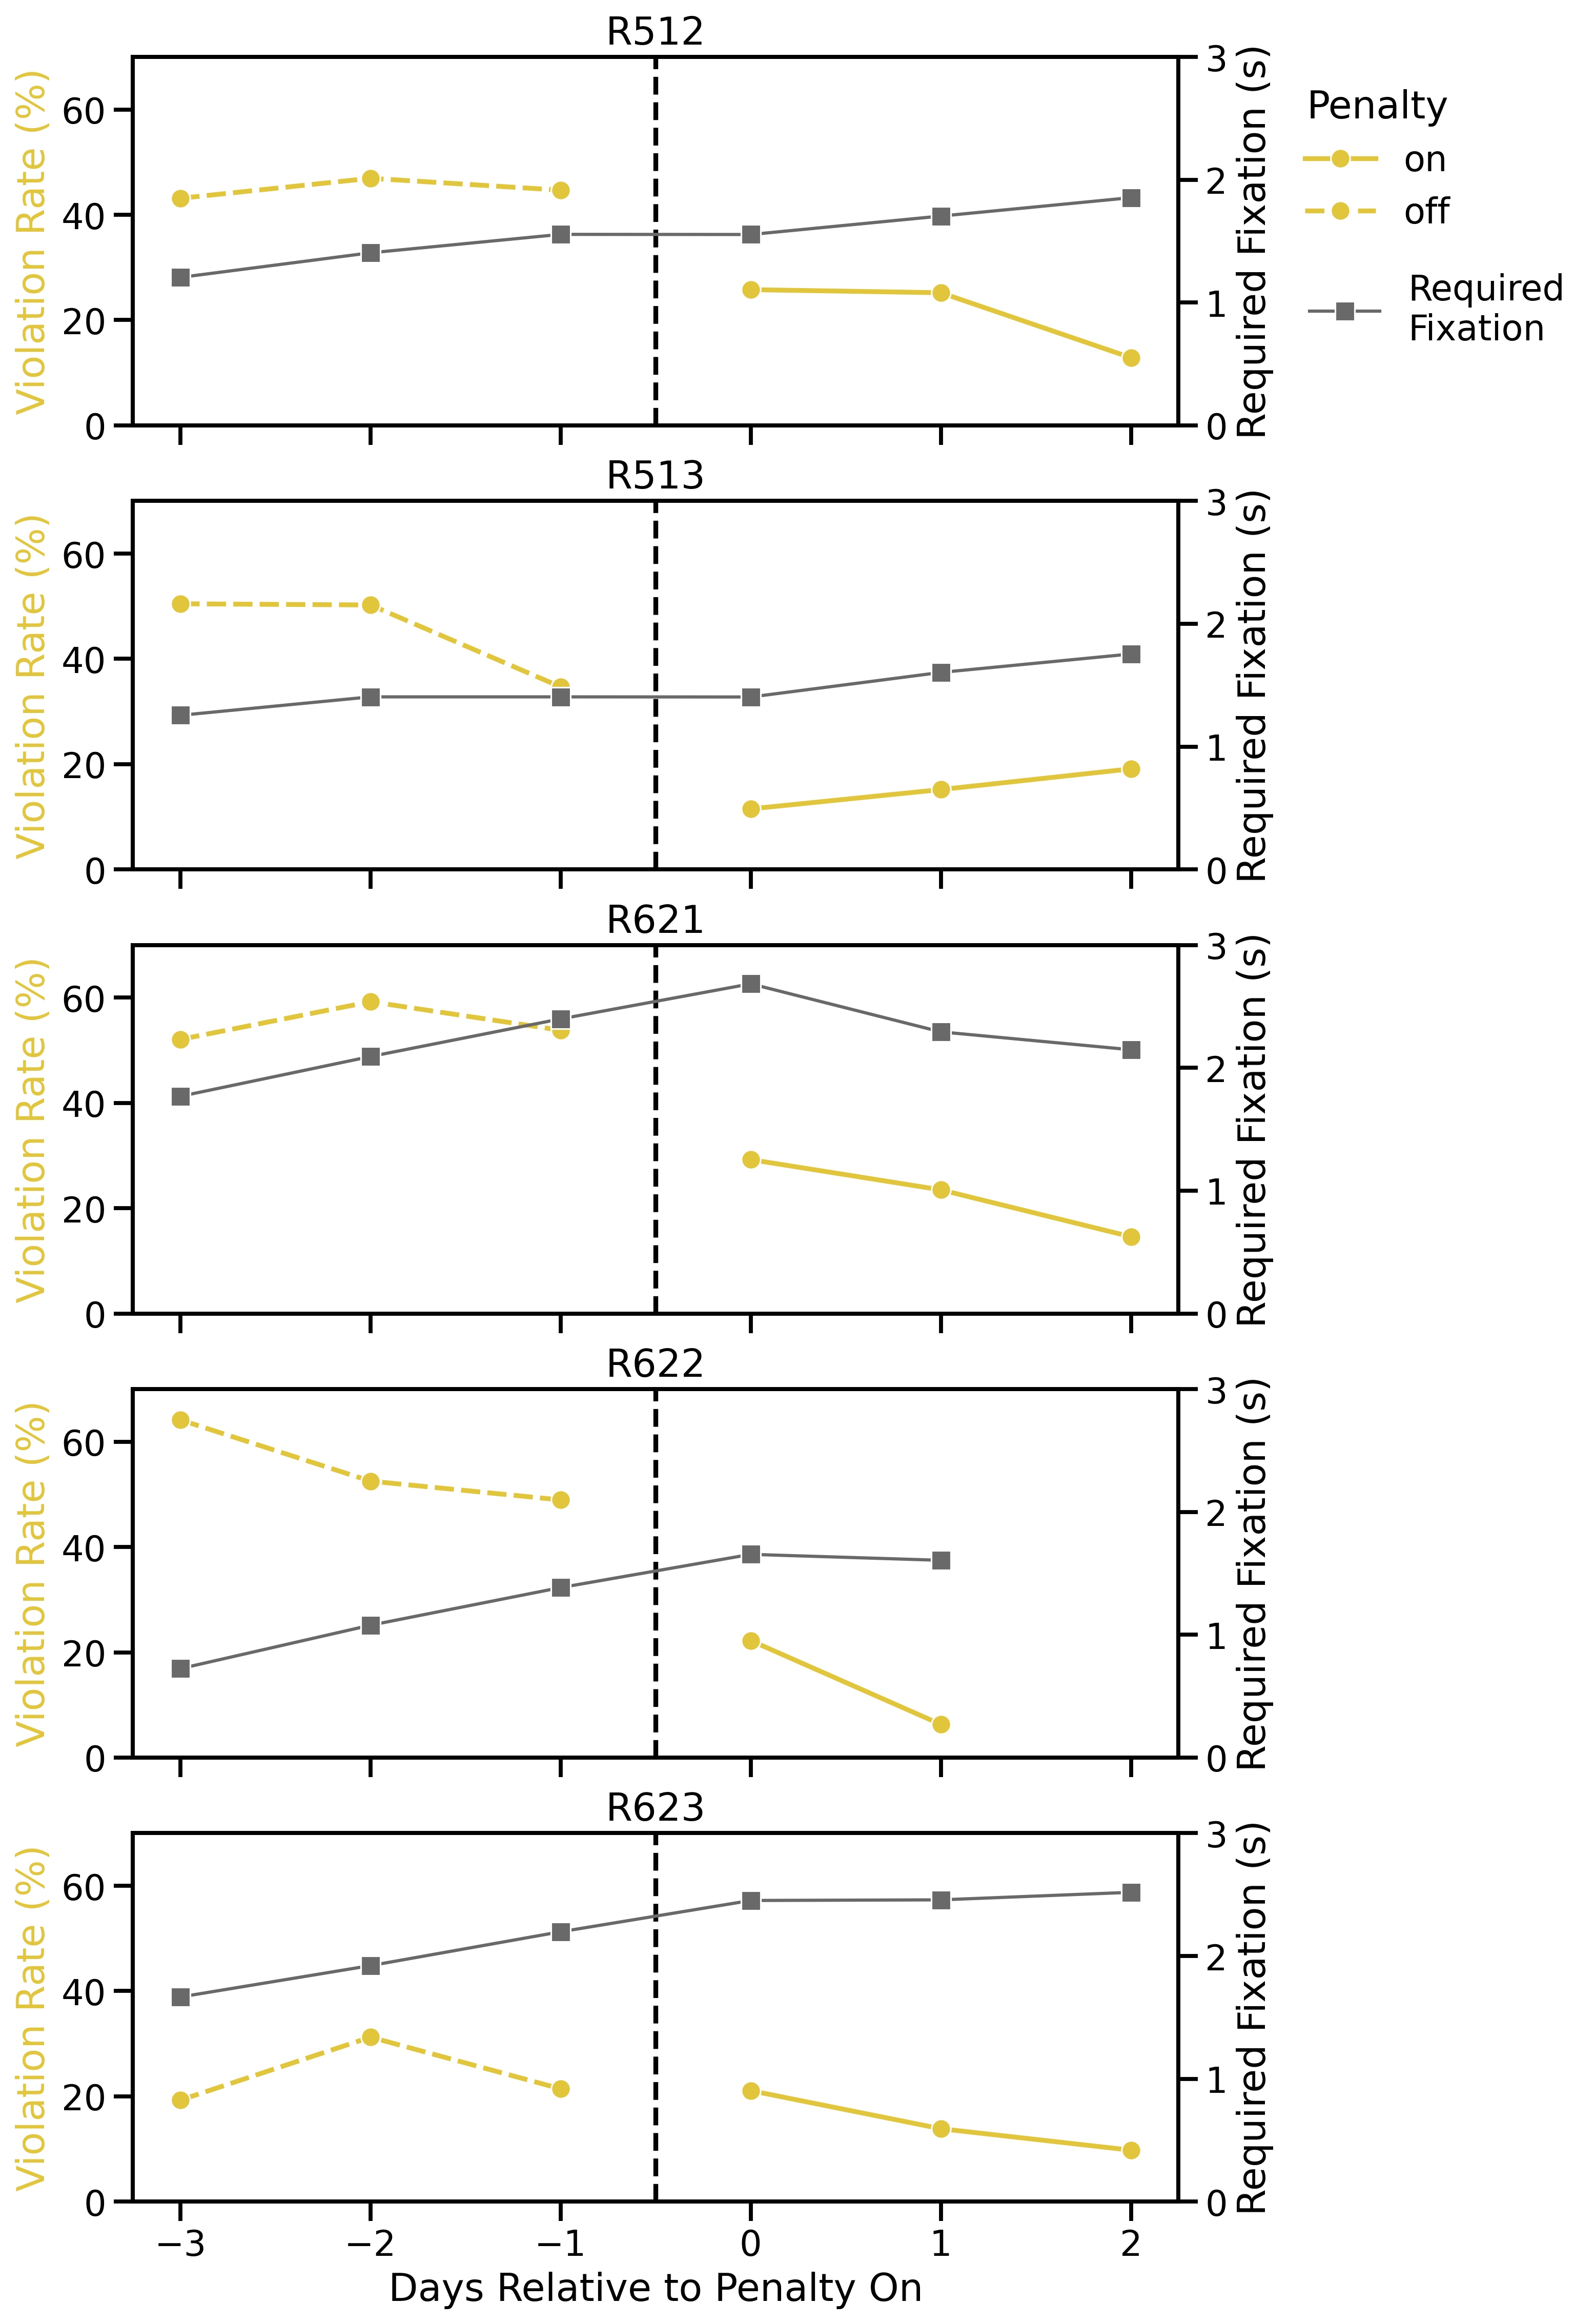 R512
Violation Rate (%)
60
40
20
0
3
2
1
0
Required Fixation (s)
Penalty
on
off
Required
Fixation
R513
Violation Rate (%)
60
40
20
0
3
2
1
0
Required Fixation (s)
R621
Violation Rate (%)
60
40
20
0
3
2
1
0
Required Fixation (s)
R622
Violation Rate (%)
60
40
20
0
3
2
1
0
Required Fixation (s)
R623
Violation Rate (%)
60
40
20
0
3
2
1
0
Required Fixation (s)
−3 −2 −1 0 1 2
Days Relative to Penalty On